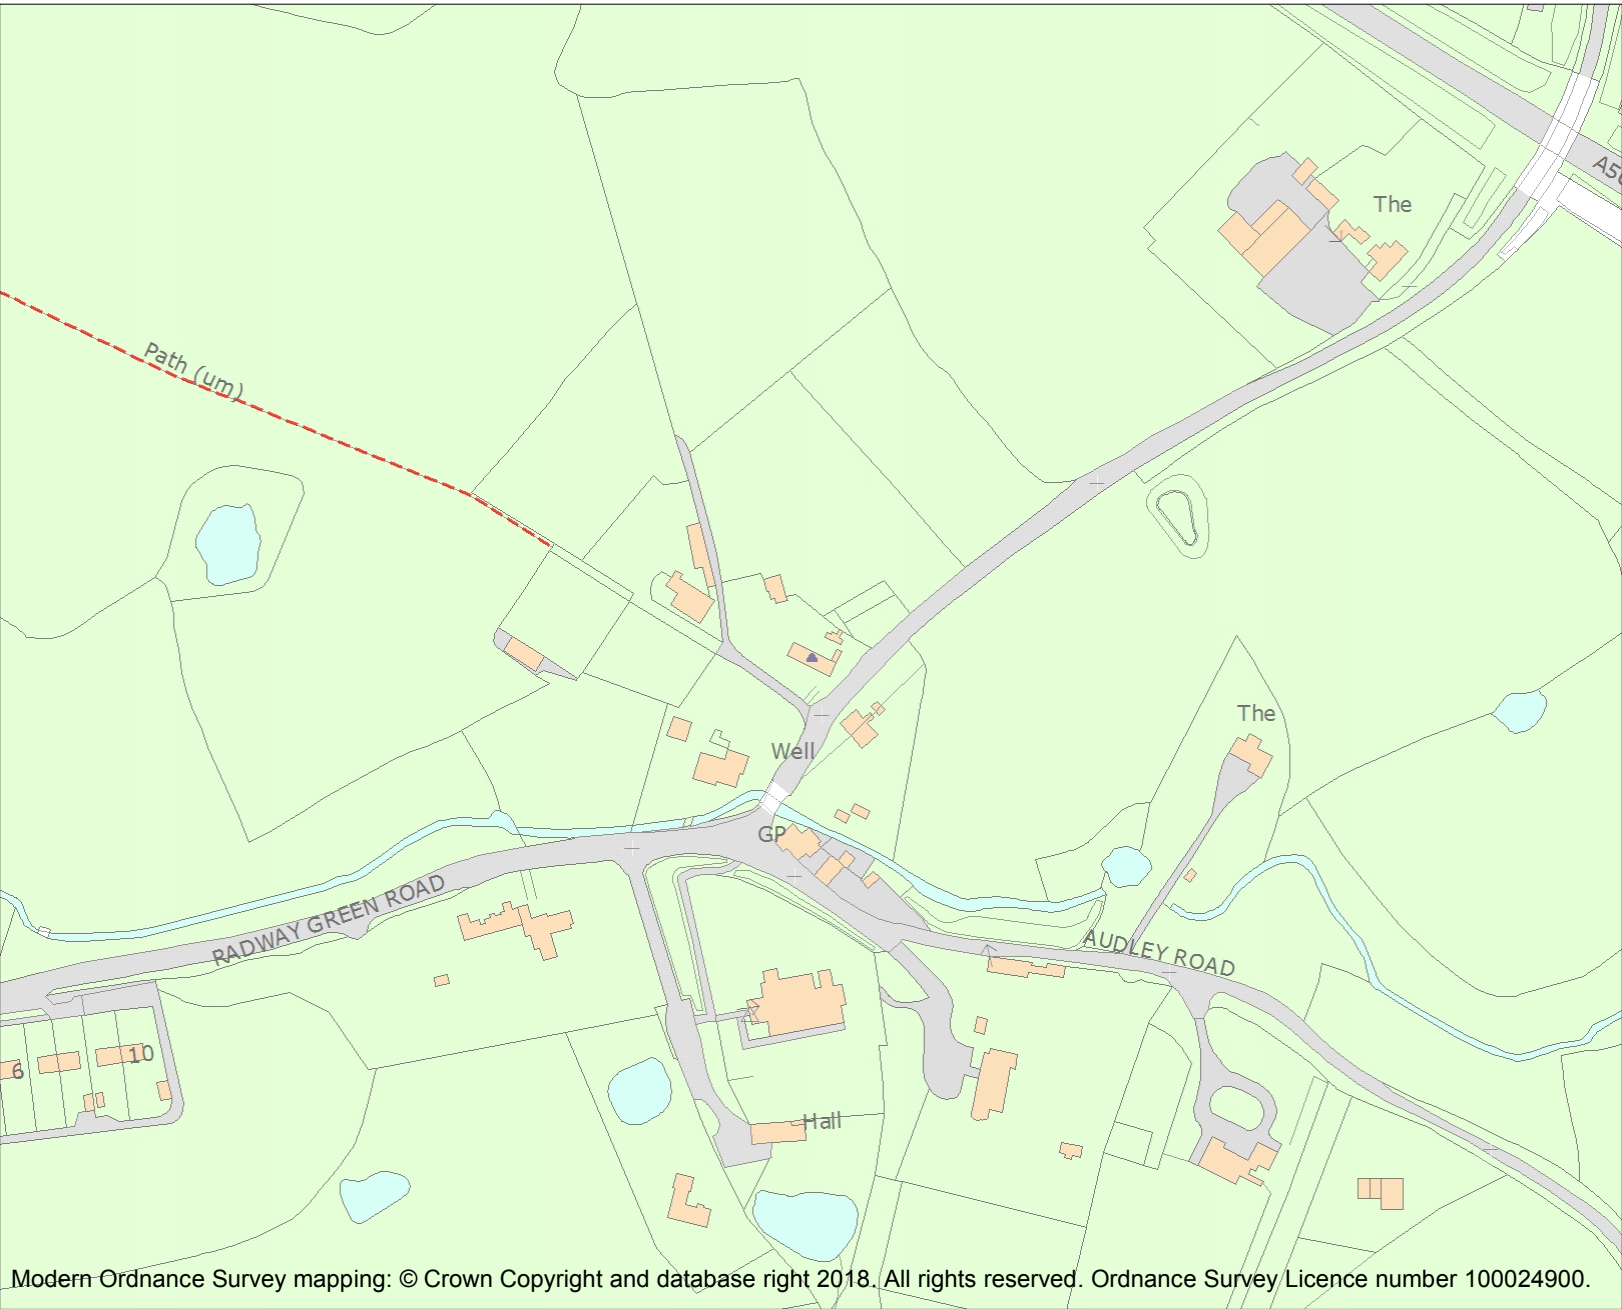 A50
The
Path (um)
The
Well
GP
RADWAY GREEN ROAD
AUDLEY ROAD
10
6
Hall
Modern Ordnance Survey mapping: © Crown Copyright and database right 2018. All rights reserved. Ordnance Survey Licence number 100024900.